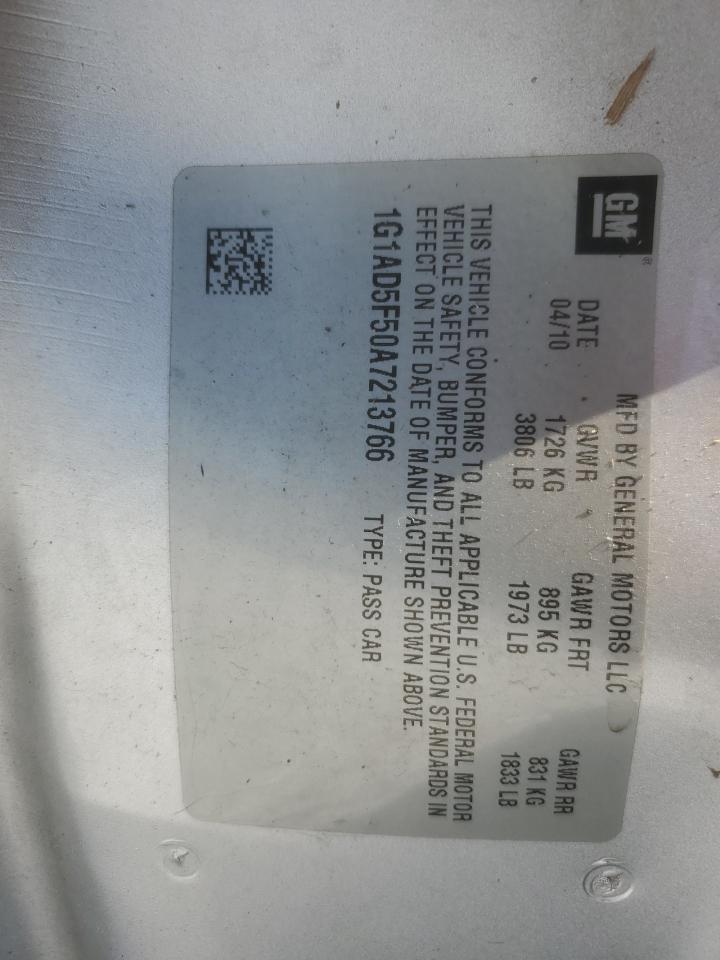 GM
MFD BY GENERAL MOTORS LLC
DATE GVWR GAWR FRT GAWR RR
04/10 1726 KG 895 KG 831 KG
3806 LB 1973 LB 1833 LB
THIS VEHICLE CONFORMS TO ALL APPLICABLE U.S. FEDERAL MOTOR
VEHICLE SAFETY, BUMPER, AND THEFT PREVENTION STANDARDS IN
EFFECT ON THE DATE OF MANUFACTURE SHOWN ABOVE.
1G1AD5F50A7213766 TYPE: PASS CAR